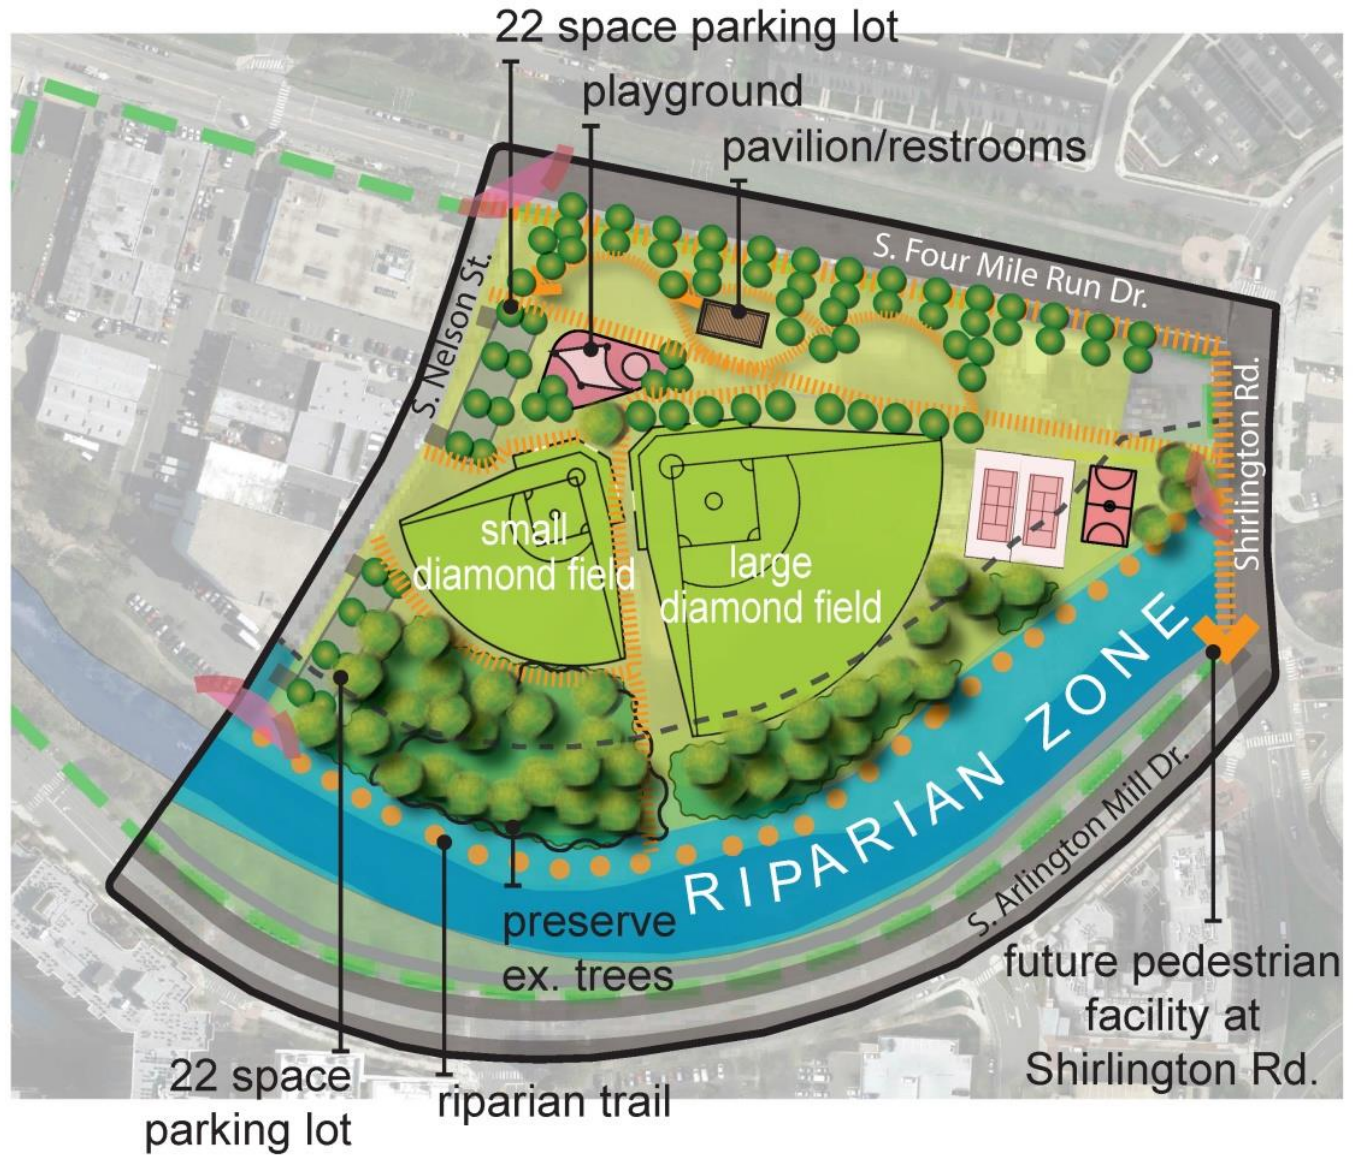 22 space parking lot
playground
pavilion/restrooms
S. Four Mile Run Dr.
S. Nelson St.
Shirlington Rd.
small
diamond field
large
diamond field
RIPARIAN ZONE
S. Arlington Mill Dr.
preserve
ex. trees
future pedestrian
facility at
Shirlington Rd.
22 space
parking lot
riparian trail